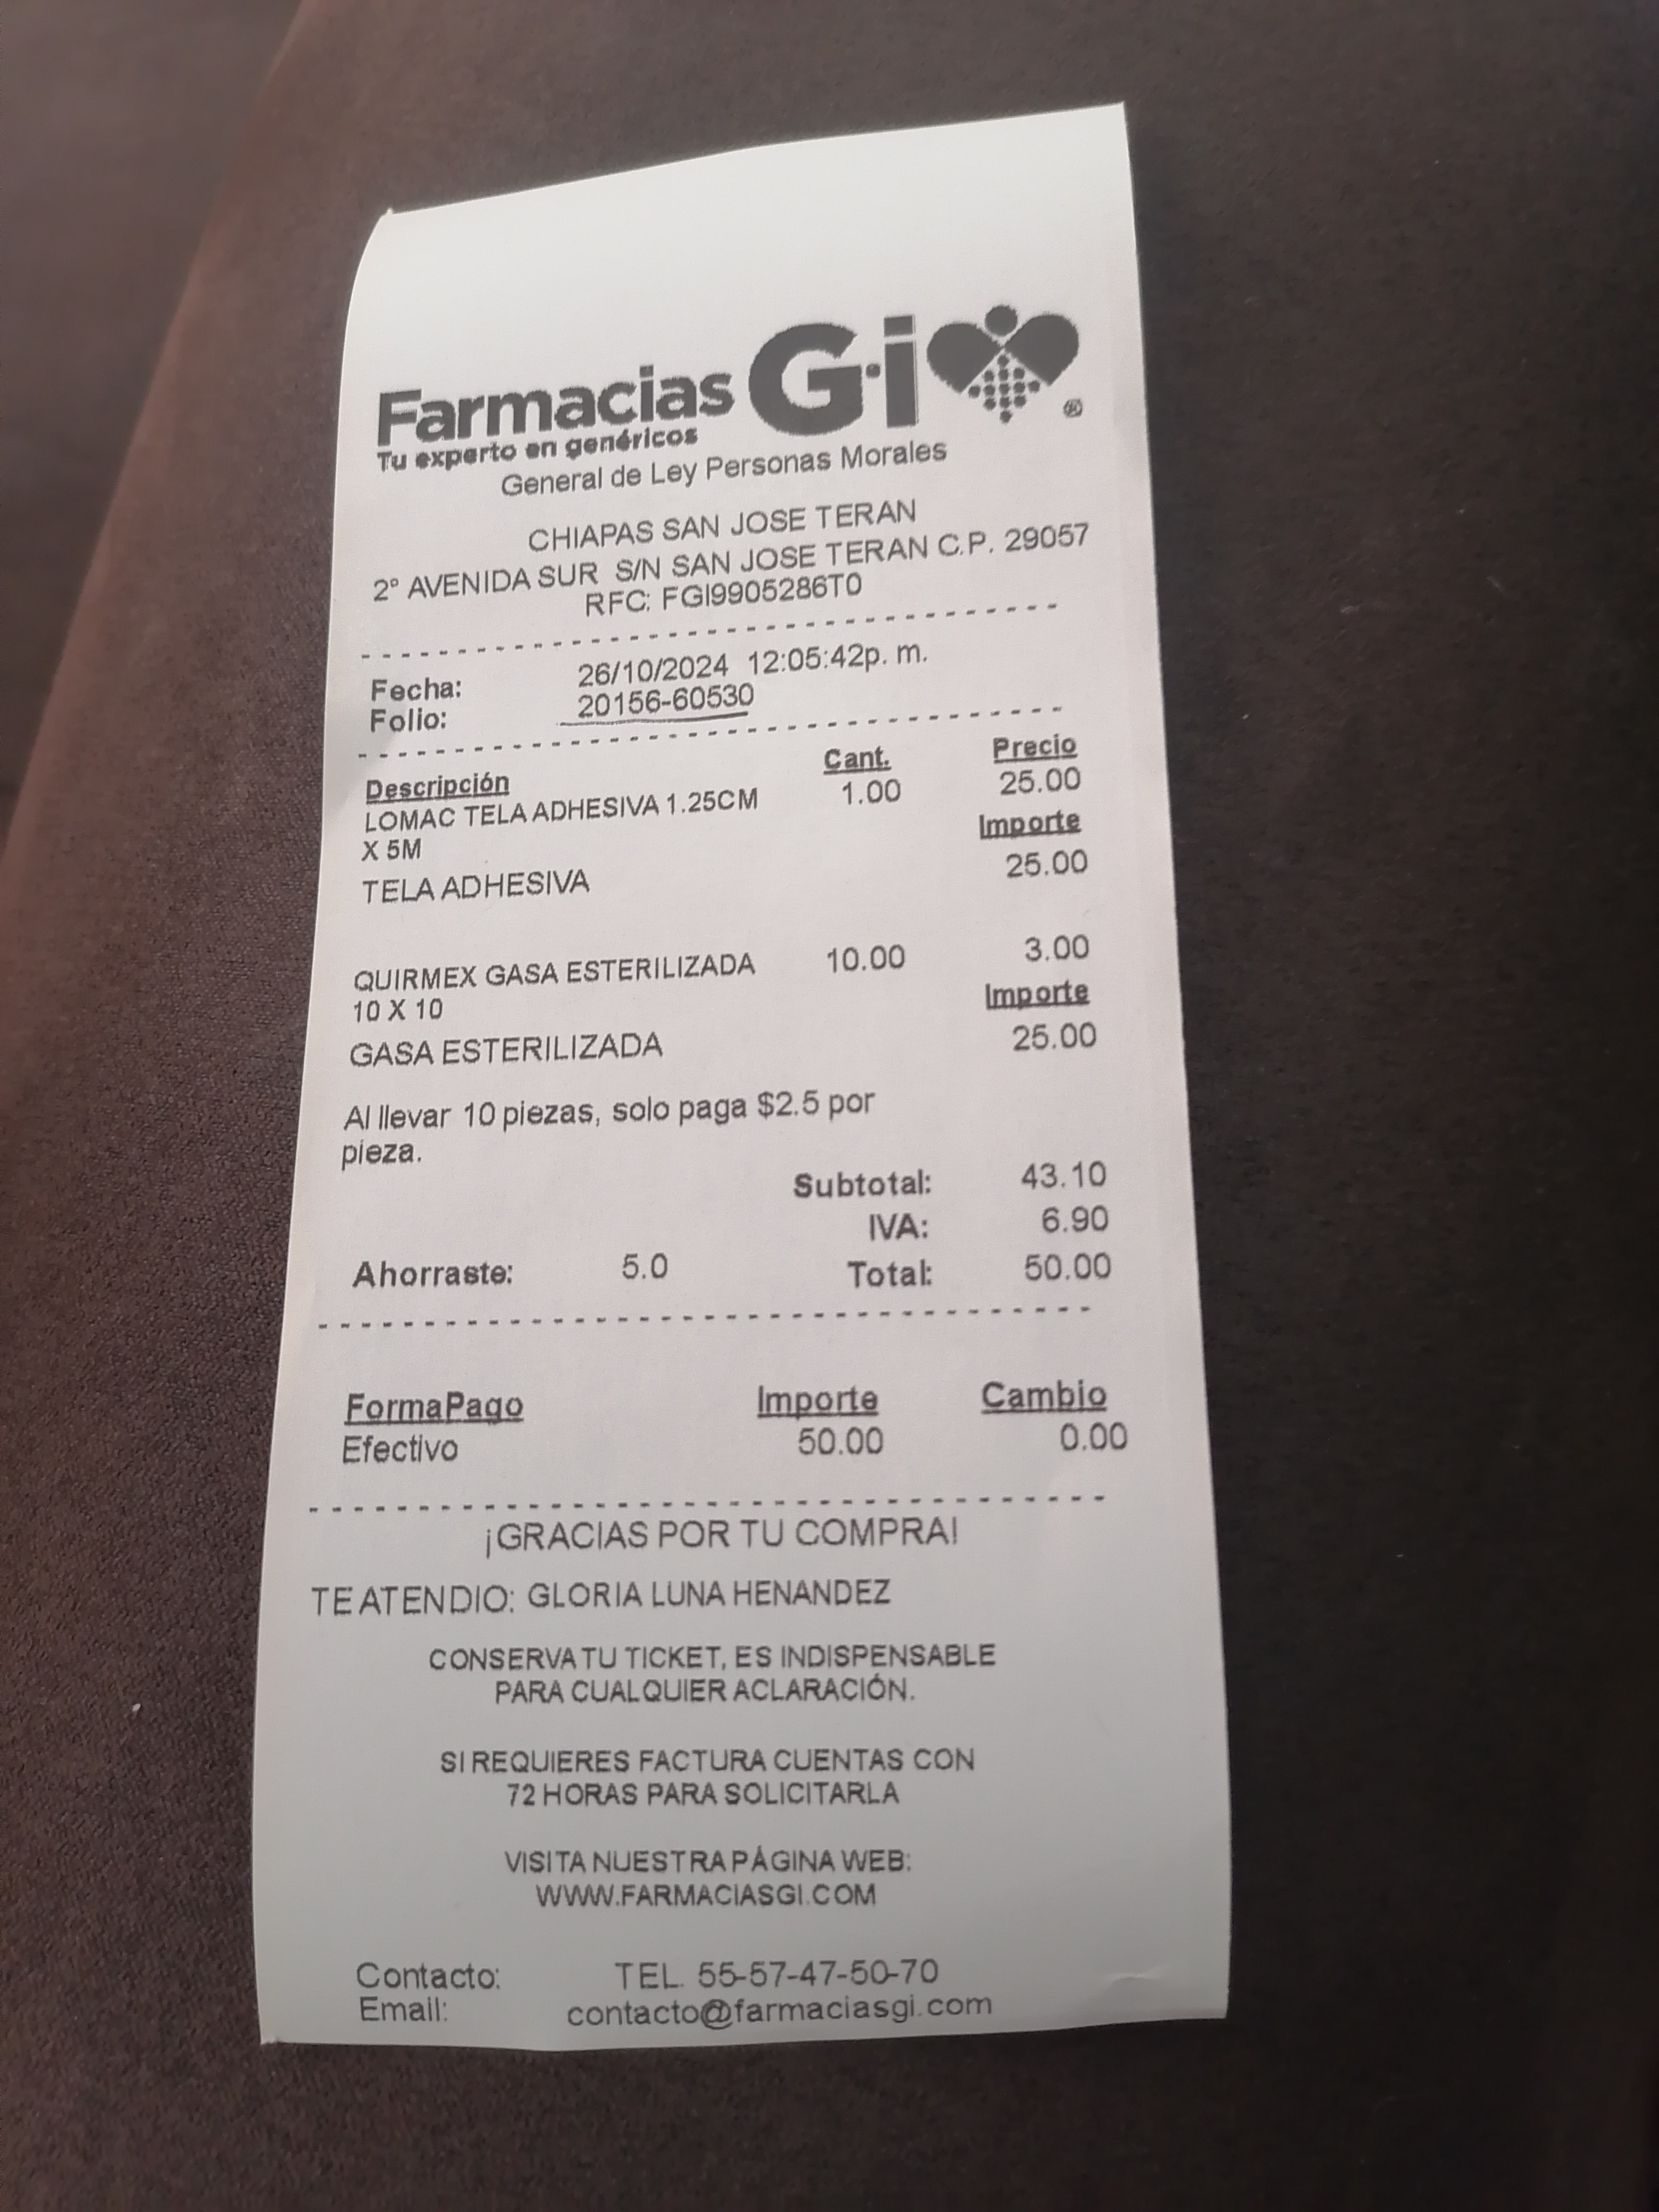 Farmacias G·i ®
Tu experto en genéricos
General de Ley Personas Morales
CHIAPAS SAN JOSE TERAN
2° AVENIDA SUR S/N SAN JOSE TERAN C.P. 29057
RFC: FGI9905286T0
Fecha: 26/10/2024 12:05:42p. m.
Folio: 20156-60530
Descripción Cant. Precio
LOMAC TELA ADHESIVA 1.25CM 1.00 25.00
X 5M Importe
TELA ADHESIVA 25.00
QUIRMEX GASA ESTERILIZADA 10.00 3.00
10 X 10 Importe
GASA ESTERILIZADA 25.00
Al llevar 10 piezas, solo paga $2.5 por
pieza.
Subtotal: 43.10
IVA: 6.90
Ahorraste: 5.0 Total: 50.00
FormaPago Importe Cambio
Efectivo 50.00 0.00
¡GRACIAS POR TU COMPRA!
TE ATENDIO: GLORIA LUNA HENANDEZ
CONSERVA TU TICKET, ES INDISPENSABLE
PARA CUALQUIER ACLARACIÓN.
SI REQUIERES FACTURA CUENTAS CON
72 HORAS PARA SOLICITARLA
VISITA NUESTRA PÁGINA WEB:
WWW.FARMACIASGI.COM
Contacto: TEL. 55-57-47-50-70
Email: contacto@farmaciasgi.com